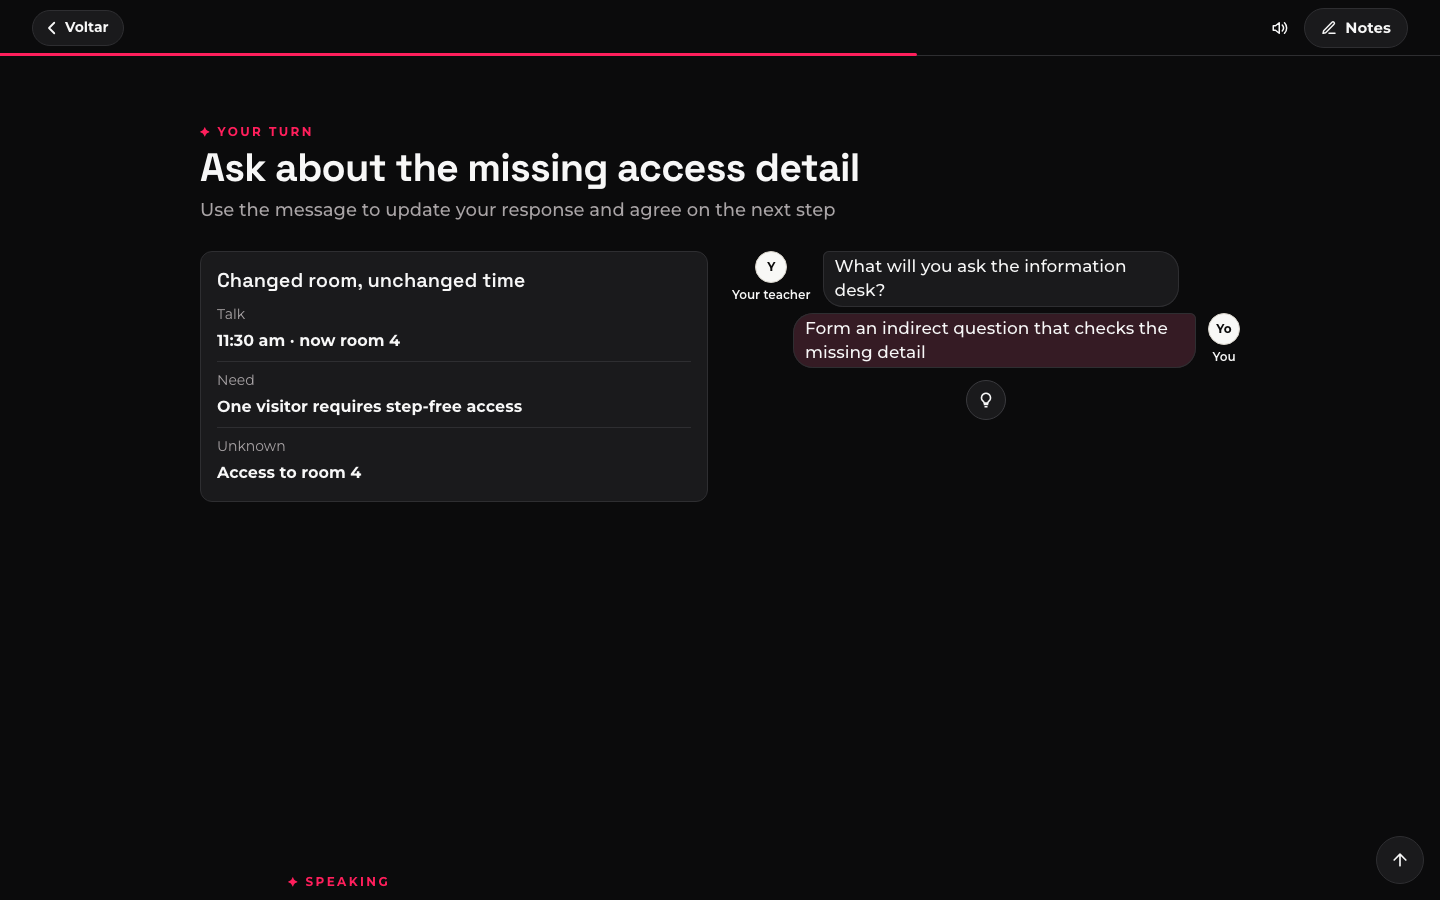 Voltar
Notes
YOUR TURN
Ask about the missing access detail
Use the message to update your response and agree on the next step
Changed room, unchanged time
Talk
11:30 am · now room 4
Need
One visitor requires step-free access
Unknown
Access to room 4
Y
Your teacher
What will you ask the information
desk?
Form an indirect question that checks the
missing detail
Yo
You
SPEAKING